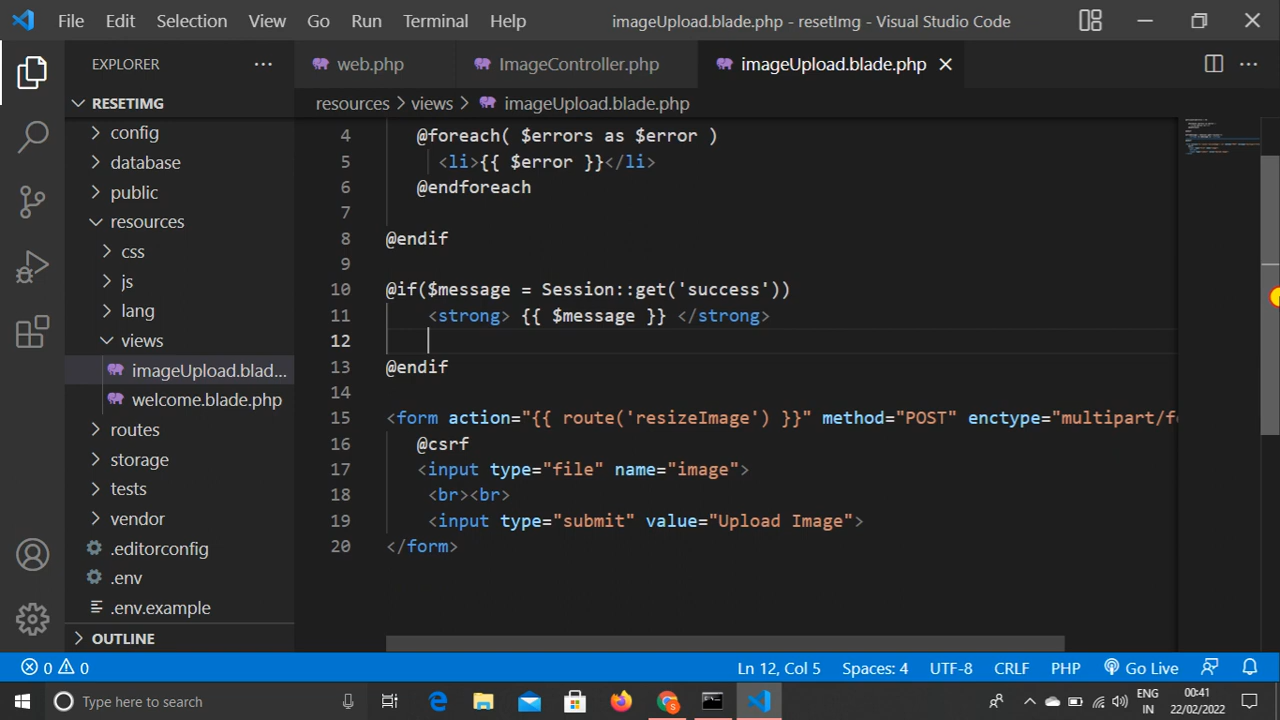 File Edit Selection View Go Run Terminal Help imageUpload.blade.php - resetImg - Visual Studio Code
EXPLORER
web.php ImageController.php imageUpload.blade.php
RESETIMG
resources > views > imageUpload.blade.php
config
database
public
resources
css
js
lang
views
imageUpload.blad...
welcome.blade.php
routes
storage
tests
vendor
.editorconfig
.env
.env.example
OUTLINE
4 @foreach( $errors as $error )
5 <li>{{ $error }}</li>
6 @endforeach
7
8 @endif
9
10 @if($message = Session::get('success'))
11 <strong> {{ $message }} </strong>
12
13 @endif
14
15 <form action="{{ route('resizeImage') }}" method="POST" enctype="multipart/fo
16 @csrf
17 <input type="file" name="image">
18 <br><br>
19 <input type="submit" value="Upload Image">
20 </form>
0 0 Ln 12, Col 5 Spaces: 4 UTF-8 CRLF PHP Go Live
Type here to search
ENG
IN
00:41
22/02/2022